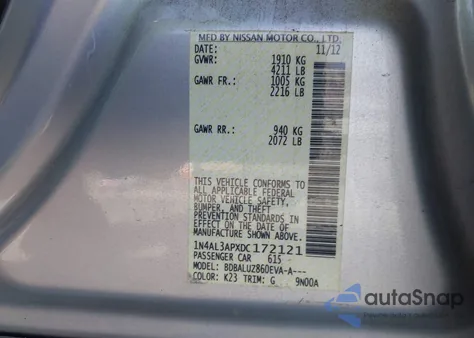 MFD BY NISSAN MOTOR CO., LTD.
DATE: 11/12
GVWR: 1910 KG
4211 LB
GAWR FR.: 1005 KG
2216 LB
GAWR RR.: 940 KG
2072 LB
THIS VEHICLE CONFORMS TO
ALL APPLICABLE FEDERAL
MOTOR VEHICLE SAFETY,
BUMPER, AND THEFT
PREVENTION STANDARDS IN
EFFECT ON THE DATE OF
MANUFACTURE SHOWN ABOVE.
1N4AL3APXDC172121
PASSENGER CAR 615
MODEL: BDBALUZ860EVA-A---
COLOR: K23 TRIM: G 9N00A
autoSnap